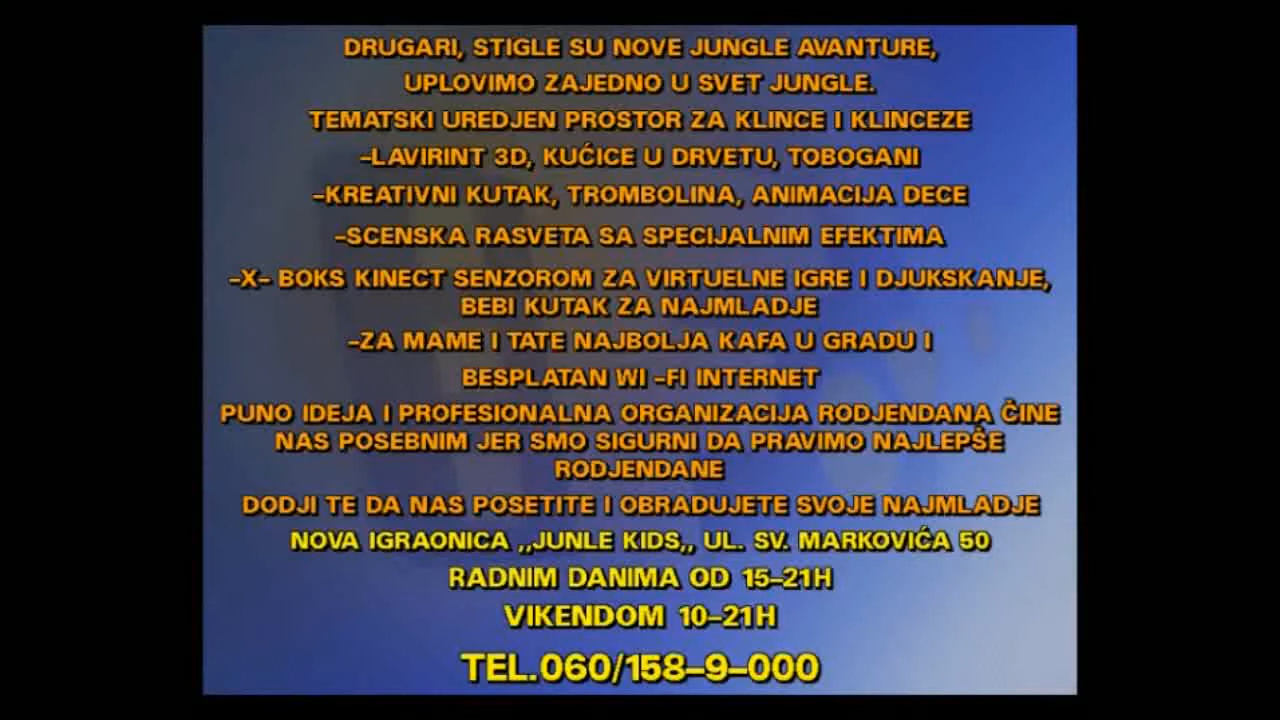 DRUGARI, STIGLE SU NOVE JUNGLE AVANTURE,
UPLOVIMO ZAJEDNO U SVET JUNGLE.
TEMATSKI UREDJEN PROSTOR ZA KLINCE I KLINCEZE
-LAVIRINT 3D, KUĆICE U DRVETU, TOBOGANI
-KREATIVNI KUTAK, TROMBOLINA, ANIMACIJA DECE
-SCENSKA RASVETA SA SPECIJALNIM EFEKTIMA
-X- BOKS KINECT SENZOROM ZA VIRTUELNE IGRE I DJUKSKANJE,
BEBI KUTAK ZA NAJMLADJE
-ZA MAME I TATE NAJBOLJA KAFA U GRADU I
BESPLATAN WI -FI INTERNET
PUNO IDEJA I PROFESIONALNA ORGANIZACIJA RODJENDANA ČINE
NAS POSEBNIM JER SMO SIGURNI DA PRAVIMO NAJLEPŠE
RODJENDANE
DODJI TE DA NAS POSETITE I OBRADUJETE SVOJE NAJMLADJE
NOVA IGRAONICA ,,JUNLE KIDS,, UL. SV. MARKOVIĆA 50
RADNIM DANIMA OD 15-21H
VIKENDOM 10-21H
TEL.060/158-9-000